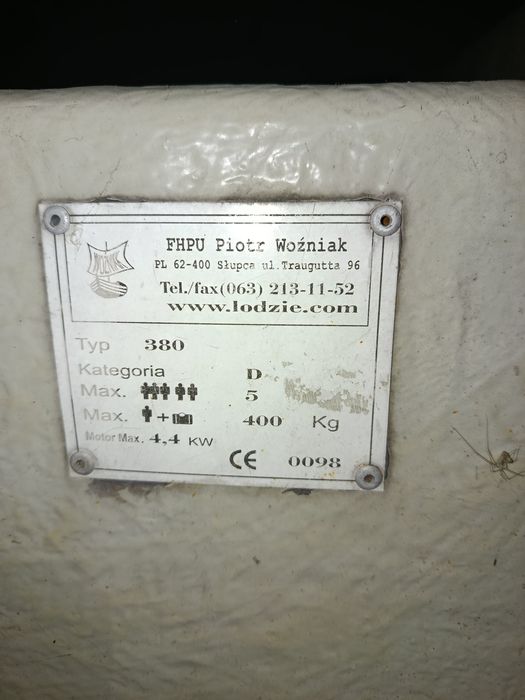 WOŹNIAK
FHPU Piotr Woźniak
PL 62-400 Słupca ul.Traugutta 96
Tel./fax(063) 213-11-52
www.lodzie.com
Typ 380
Kategoria D
Max. 5
Max. + 400 Kg
Motor Max. 4,4 KW
CE 0098